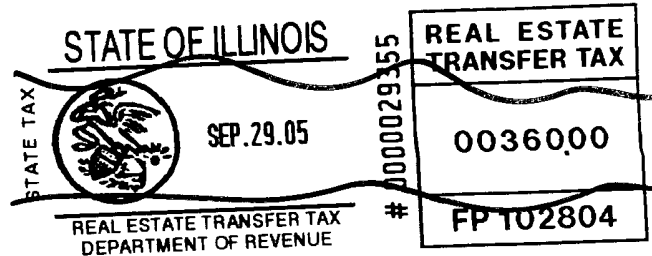 STATE OF ILLINOIS
STATE TAX
SEP.29.05
REAL ESTATE TRANSFER TAX
DEPARTMENT OF REVENUE
# 0000029355
REAL ESTATE
TRANSFER TAX
0036000
FP 102804